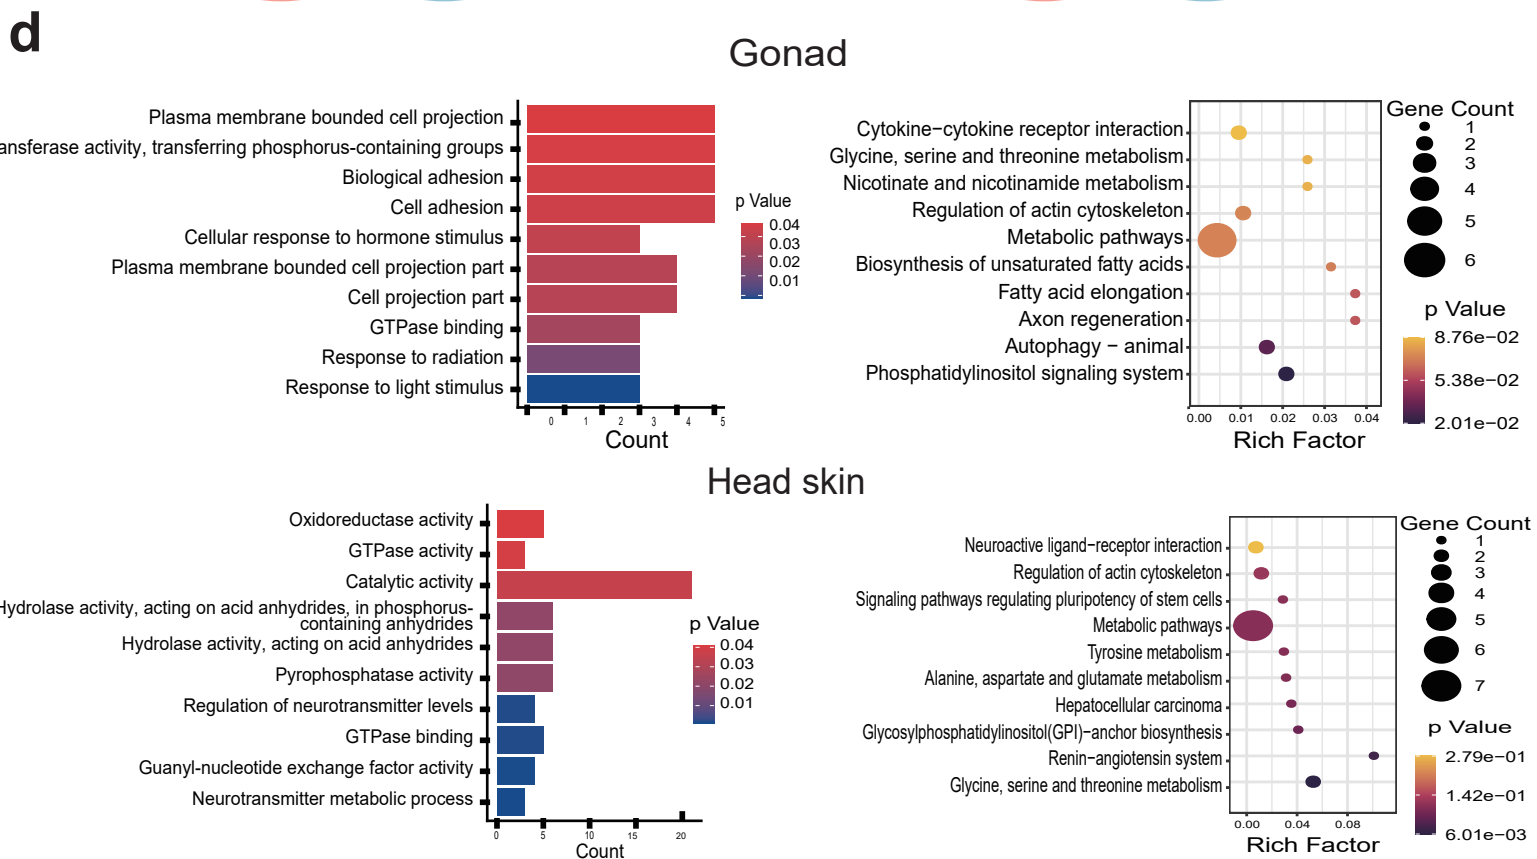 d
Gonad
Plasma membrane bounded cell projection
ansferase activity, transferring phosphorus-containing groups
Biological adhesion
Cell adhesion
Cellular response to hormone stimulus
Plasma membrane bounded cell projection part
Cell projection part
GTPase binding
Response to radiation
Response to light stimulus
0 1 2 3 4 5
Count
p Value
0.04
0.03
0.02
0.01
Cytokine−cytokine receptor interaction
Glycine, serine and threonine metabolism
Nicotinate and nicotinamide metabolism
Regulation of actin cytoskeleton
Metabolic pathways
Biosynthesis of unsaturated fatty acids
Fatty acid elongation
Axon regeneration
Autophagy − animal
Phosphatidylinositol signaling system
0.00 0.01 0.02 0.03 0.04
Rich Factor
Gene Count
1
2
3
4
5
6
p Value
8.76e−02
5.38e−02
2.01e−02
Head skin
Oxidoreductase activity
GTPase activity
Catalytic activity
Hydrolase activity, acting on acid anhydrides, in phosphorus-
containing anhydrides
Hydrolase activity, acting on acid anhydrides
Pyrophosphatase activity
Regulation of neurotransmitter levels
GTPase binding
Guanyl-nucleotide exchange factor activity
Neurotransmitter metabolic process
0 5 10 15 20
Count
p Value
0.04
0.03
0.02
0.01
Neuroactive ligand−receptor interaction
Regulation of actin cytoskeleton
Signaling pathways regulating pluripotency of stem cells
Metabolic pathways
Tyrosine metabolism
Alanine, aspartate and glutamate metabolism
Hepatocellular carcinoma
Glycosylphosphatidylinositol(GPI)−anchor biosynthesis
Renin−angiotensin system
Glycine, serine and threonine metabolism
0.00 0.04 0.08
Rich Factor
Gene Count
1
2
3
4
5
6
7
p Value
2.79e−01
1.42e−01
6.01e−03